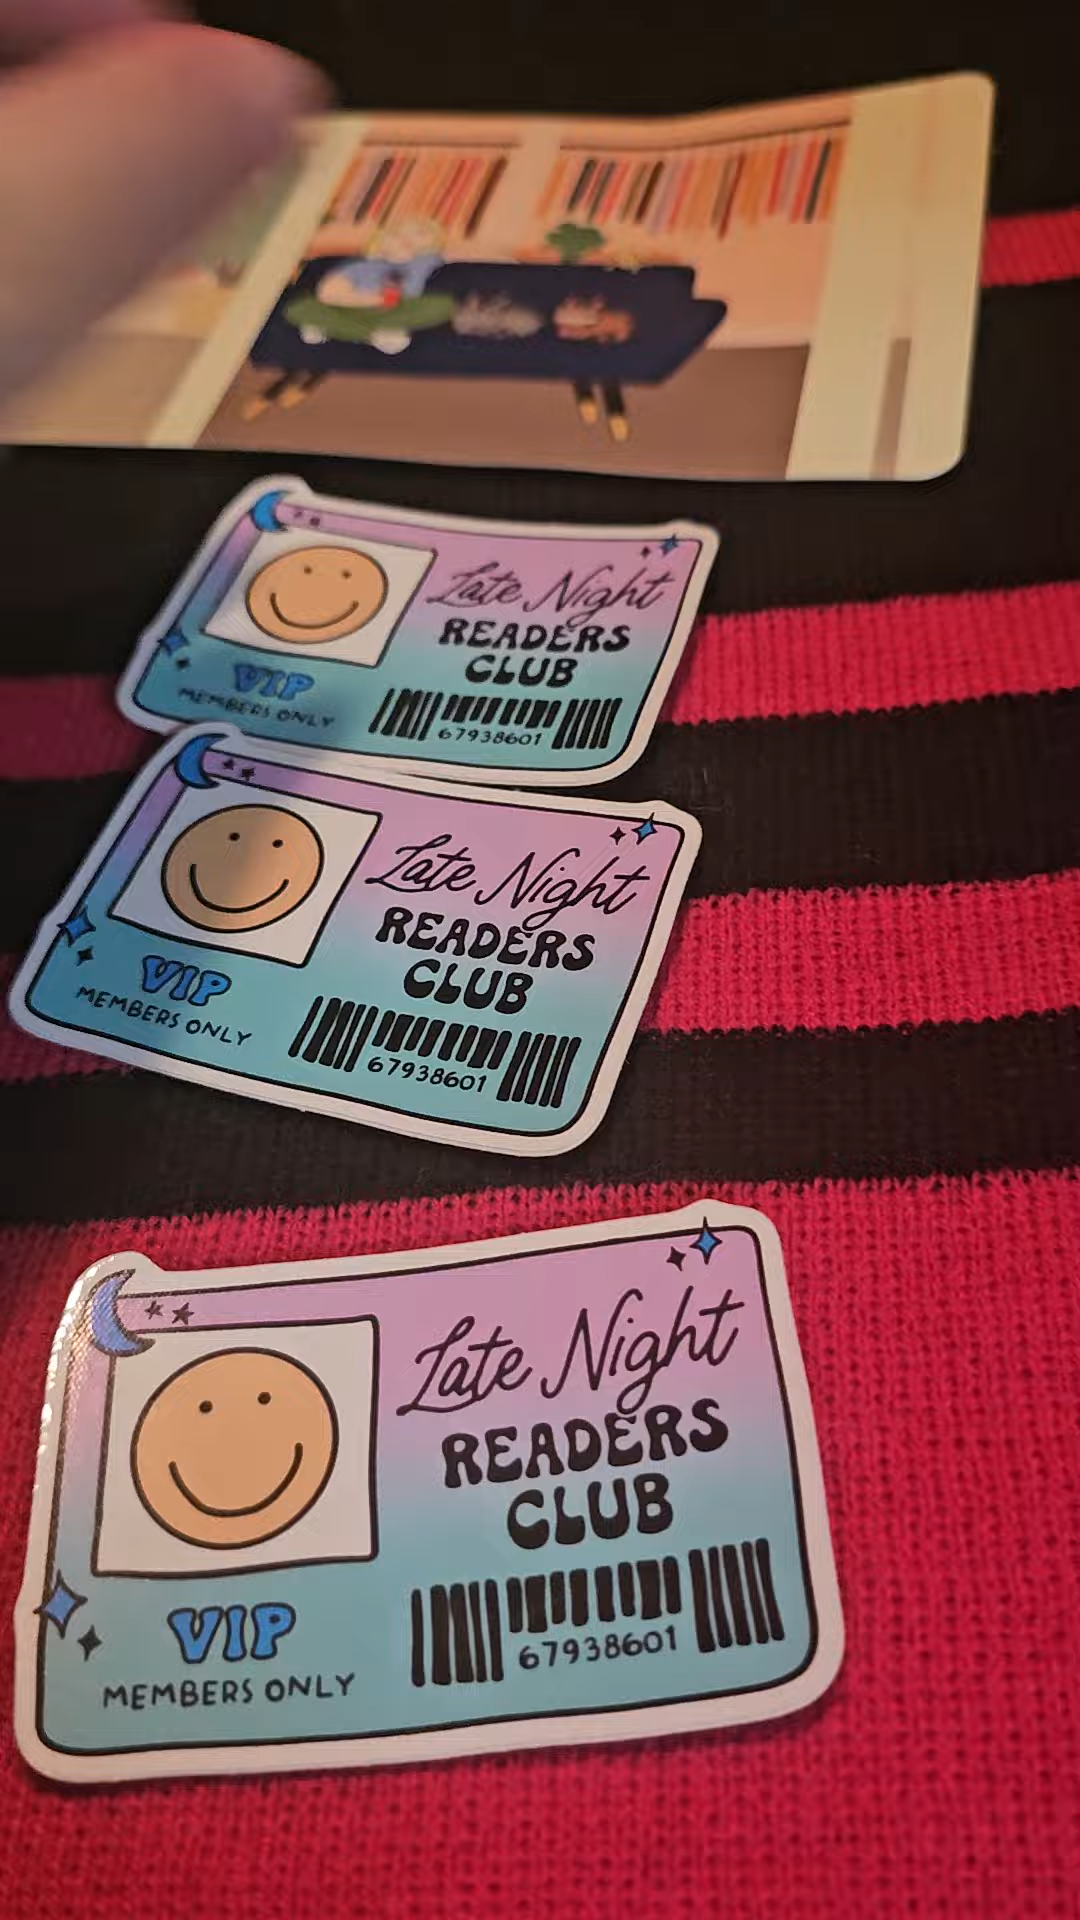 Late Night
READERS
CLUB
VIP
MEMBERS ONLY
67938601
Late Night
READERS
CLUB
VIP
MEMBERS ONLY
67938601
Late Night
READERS
CLUB
VIP
MEMBERS ONLY
67938601